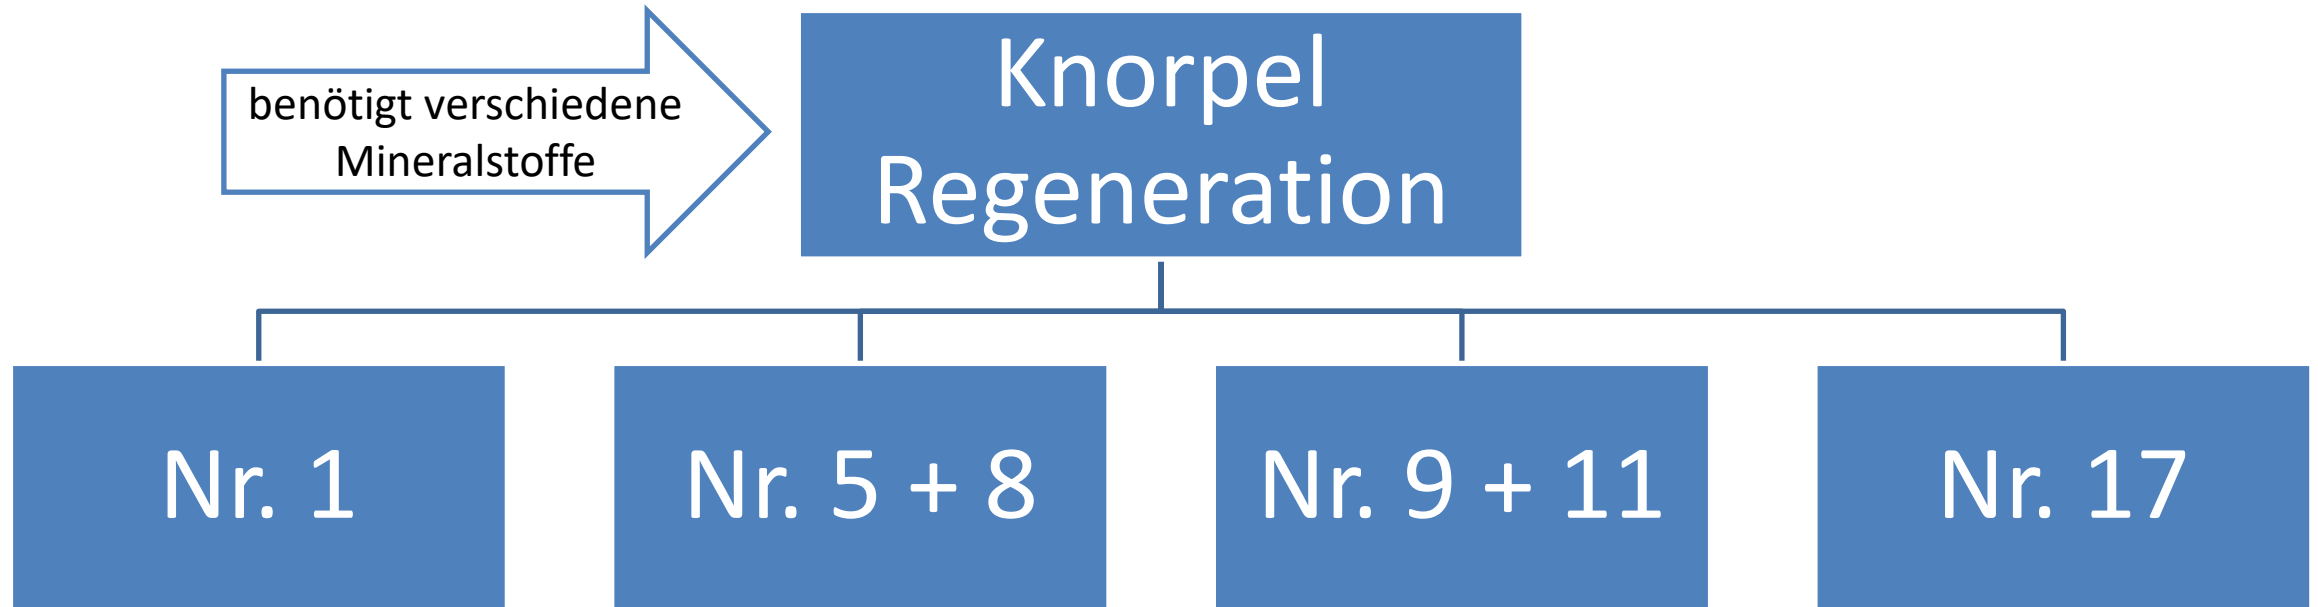 benötigt verschiedene
Mineralstoffe
Knorpel
Regeneration
Nr. 1
Nr. 5 + 8
Nr. 9 + 11
Nr. 17